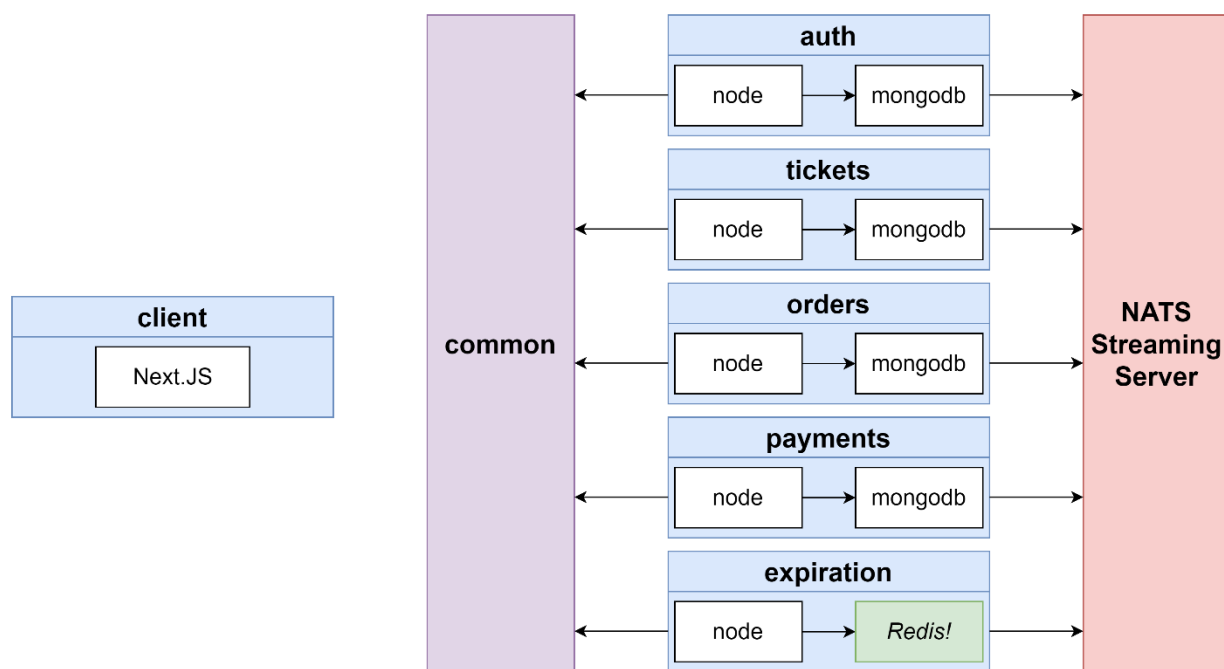 client
Next.JS
common
auth
node
mongodb
tickets
node
mongodb
orders
node
mongodb
payments
node
mongodb
expiration
node
Redis!
NATS
Streaming
Server